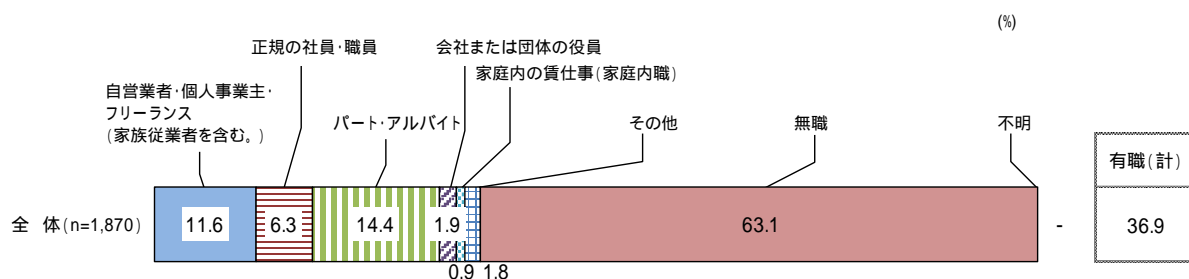 (%)
正規の社員･職員
会社または団体の役員
家庭内の賃仕事(家庭内職)
自営業者･個人事業主･
フリーランス
(家族従業者を含む｡)
パート･アルバイト
その他
無職
不明
有職(計)
全 体(n=1,870)
11.6
6.3
14.4
1.9
63.1
-
36.9
0.9
1.8